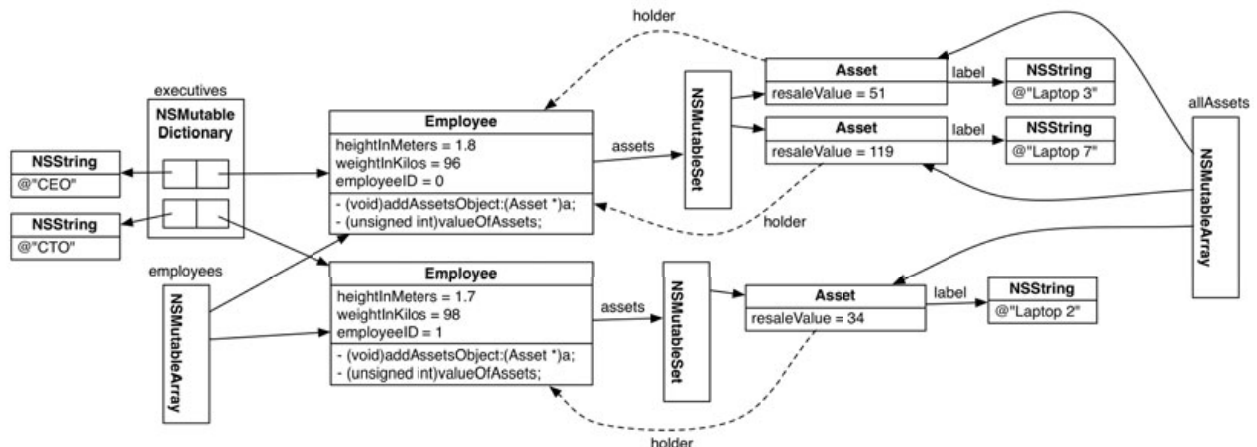 holder
executives
NSMutable
Dictionary
NSString
@"CEO"
NSString
@"CTO"
employees
NSMutableArray
Employee
heightInMeters = 1.8
weightInKilos = 96
employeeID = 0
- (void)addAssetsObject:(Asset *)a;
- (unsigned int)valueOfAssets;
Employee
heightInMeters = 1.7
weightInKilos = 98
employeeID = 1
- (void)addAssetsObject:(Asset *)a;
- (unsigned int)valueOfAssets;
assets
NSMutableSet
assets
NSMutableSet
Asset
resaleValue = 51
label
NSString
@"Laptop 3"
Asset
resaleValue = 119
label
NSString
@"Laptop 7"
holder
Asset
resaleValue = 34
label
NSString
@"Laptop 2"
allAssets
NSMutableArray
holder